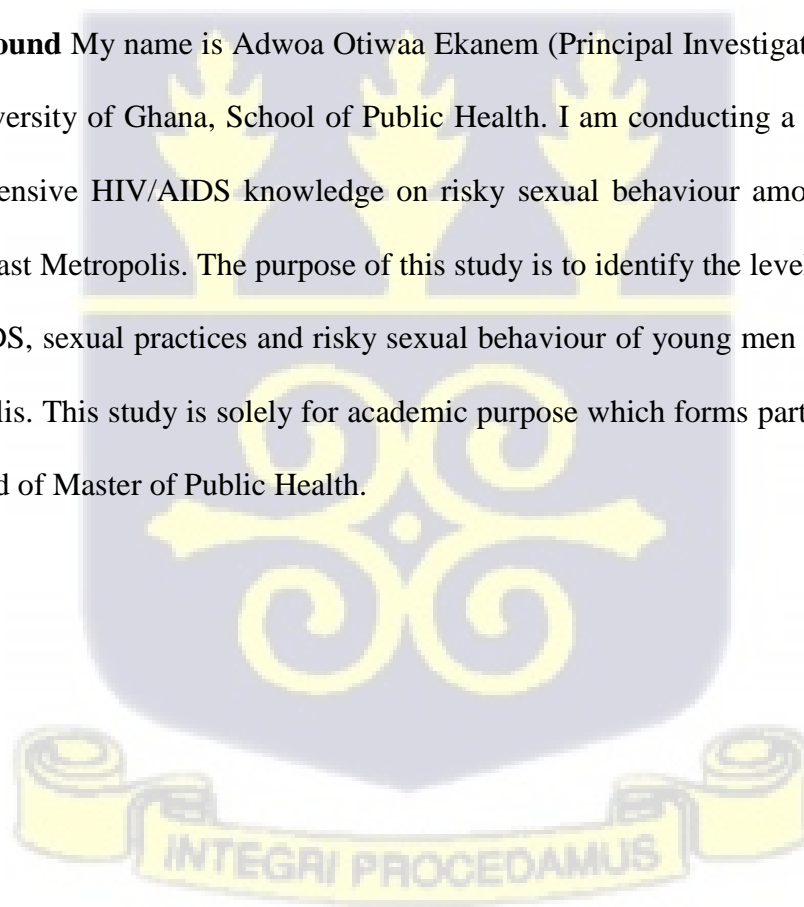 ound My name is Adwoa Otiwaa Ekanem (Principal Investigat
versity of Ghana, School of Public Health. I am conducting a
ensive HIV/AIDS knowledge on risky sexual behaviour amo
ast Metropolis. The purpose of this study is to identify the level
DS, sexual practices and risky sexual behaviour of young men
lis. This study is solely for academic purpose which forms part
d of Master of Public Health.
INTEGRI PROCEDAMUS